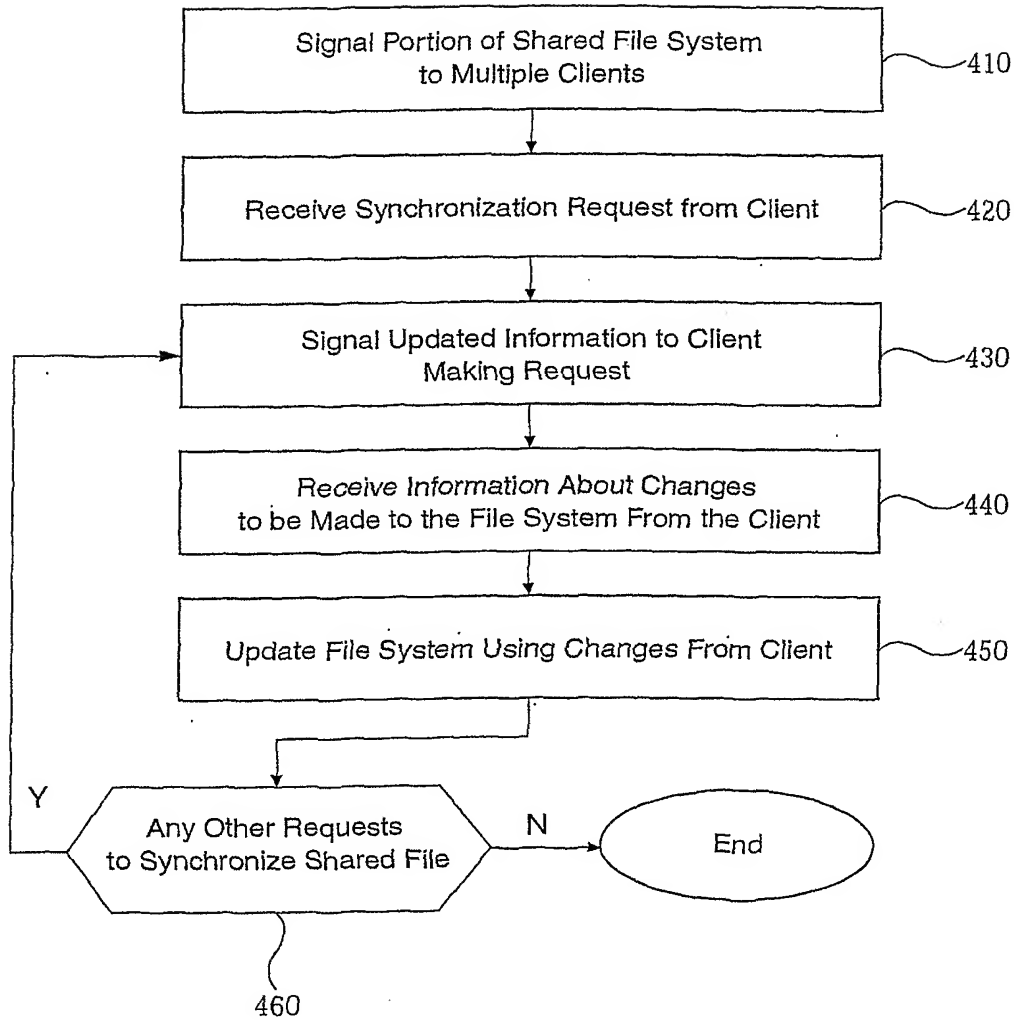 Signal Portion of Shared File System
to Multiple Clients
410
Receive Synchronization Request from Client
420
Signal Updated Information to Client
Making Request
430
Receive Information About Changes
to be Made to the File System From the Client
440
Update File System Using Changes From Client
450
Y
Any Other Requests
to Synchronize Shared File
N
End
460